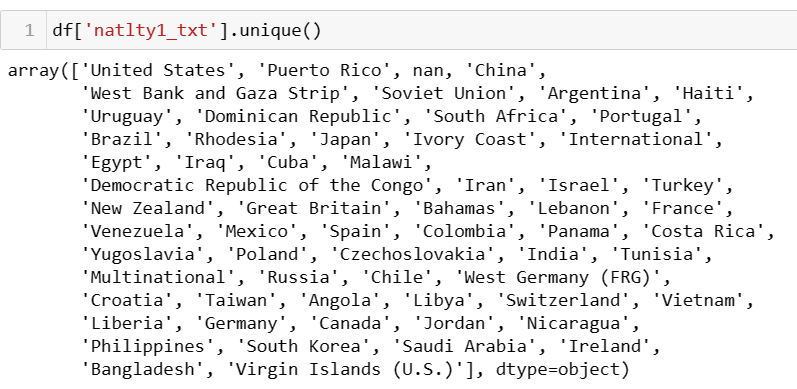 1 df['natlty1_txt'].unique()
array(['United States', 'Puerto Rico', nan, 'China',
'West Bank and Gaza Strip', 'Soviet Union', 'Argentina', 'Haiti',
'Uruguay', 'Dominican Republic', 'South Africa', 'Portugal',
'Brazil', 'Rhodesia', 'Japan', 'Ivory Coast', 'International',
'Egypt', 'Iraq', 'Cuba', 'Malawi',
'Democratic Republic of the Congo', 'Iran', 'Israel', 'Turkey',
'New Zealand', 'Great Britain', 'Bahamas', 'Lebanon', 'France',
'Venezuela', 'Mexico', 'Spain', 'Colombia', 'Panama', 'Costa Rica',
'Yugoslavia', 'Poland', 'Czechoslovakia', 'India', 'Tunisia',
'Multinational', 'Russia', 'Chile', 'West Germany (FRG)',
'Croatia', 'Taiwan', 'Angola', 'Libya', 'Switzerland', 'Vietnam',
'Liberia', 'Germany', 'Canada', 'Jordan', 'Nicaragua',
'Philippines', 'South Korea', 'Saudi Arabia', 'Ireland',
'Bangladesh', 'Virgin Islands (U.S.)'], dtype=object)